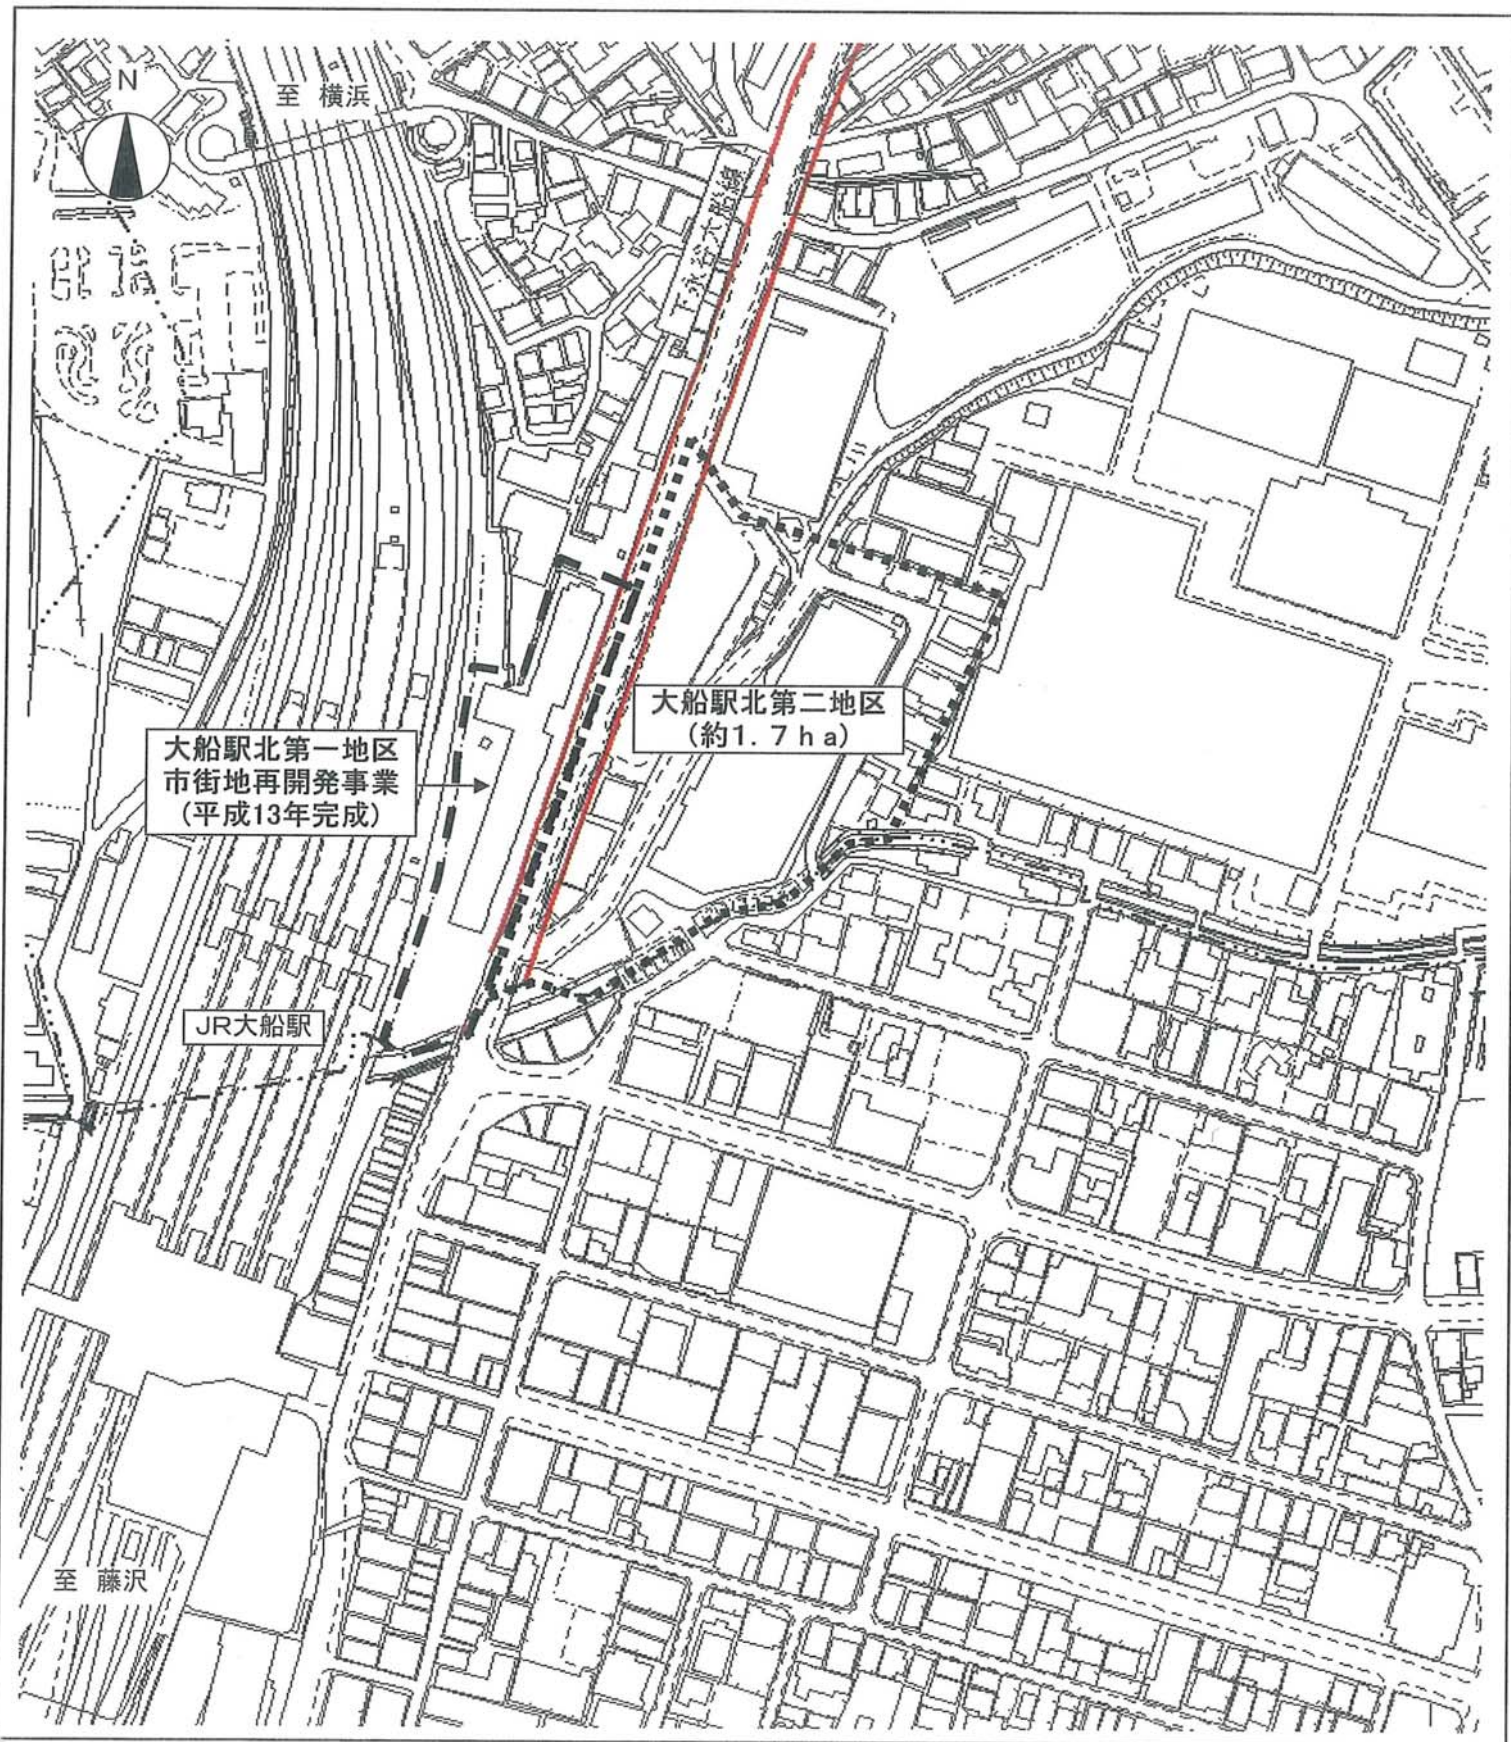 N
至 横浜
下永谷大船線
大船駅北第二地区
(約1.7ha)
大船駅北第一地区
市街地再開発事業
(平成13年完成)
JR大船駅
至 藤沢